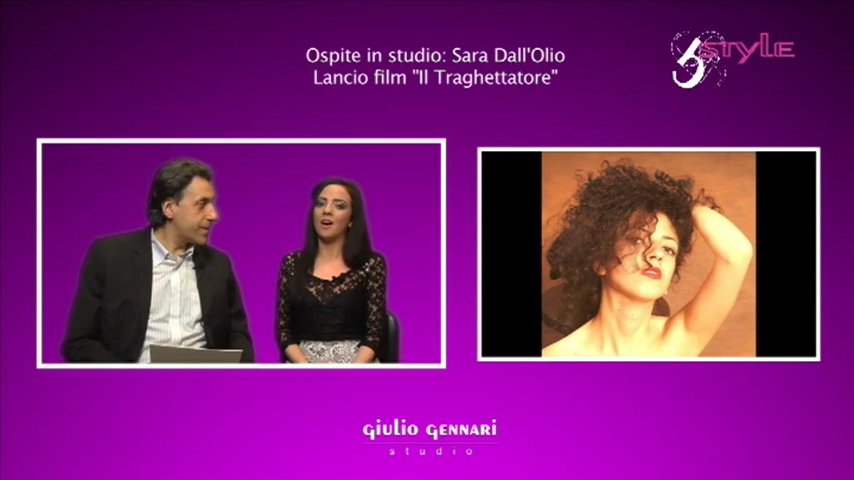 Ospite in studio: Sara Dall'Olio
Lancio film "Il Traghettatore"
STYLE
GIULIO GENNARI
studio